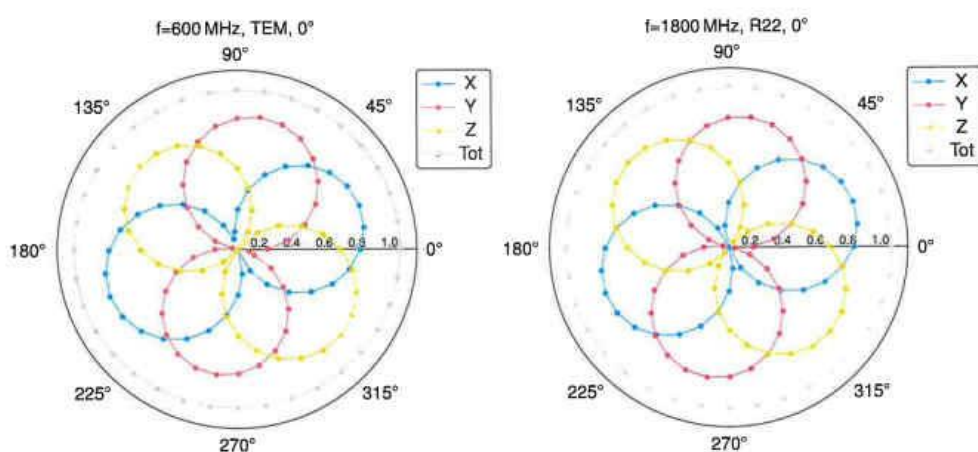 f=600 MHz, TEM, 0°
90°
135°
45°
X
Y
Z
Tot
180°
0.2 0.4 0.6 0.8 1.0
0°
225°
315°
270°
f=1800 MHz, R22, 0°
90°
135°
45°
X
Y
Z
Tot
180°
0.2 0.4 0.6 0.8 1.0
0°
225°
315°
270°